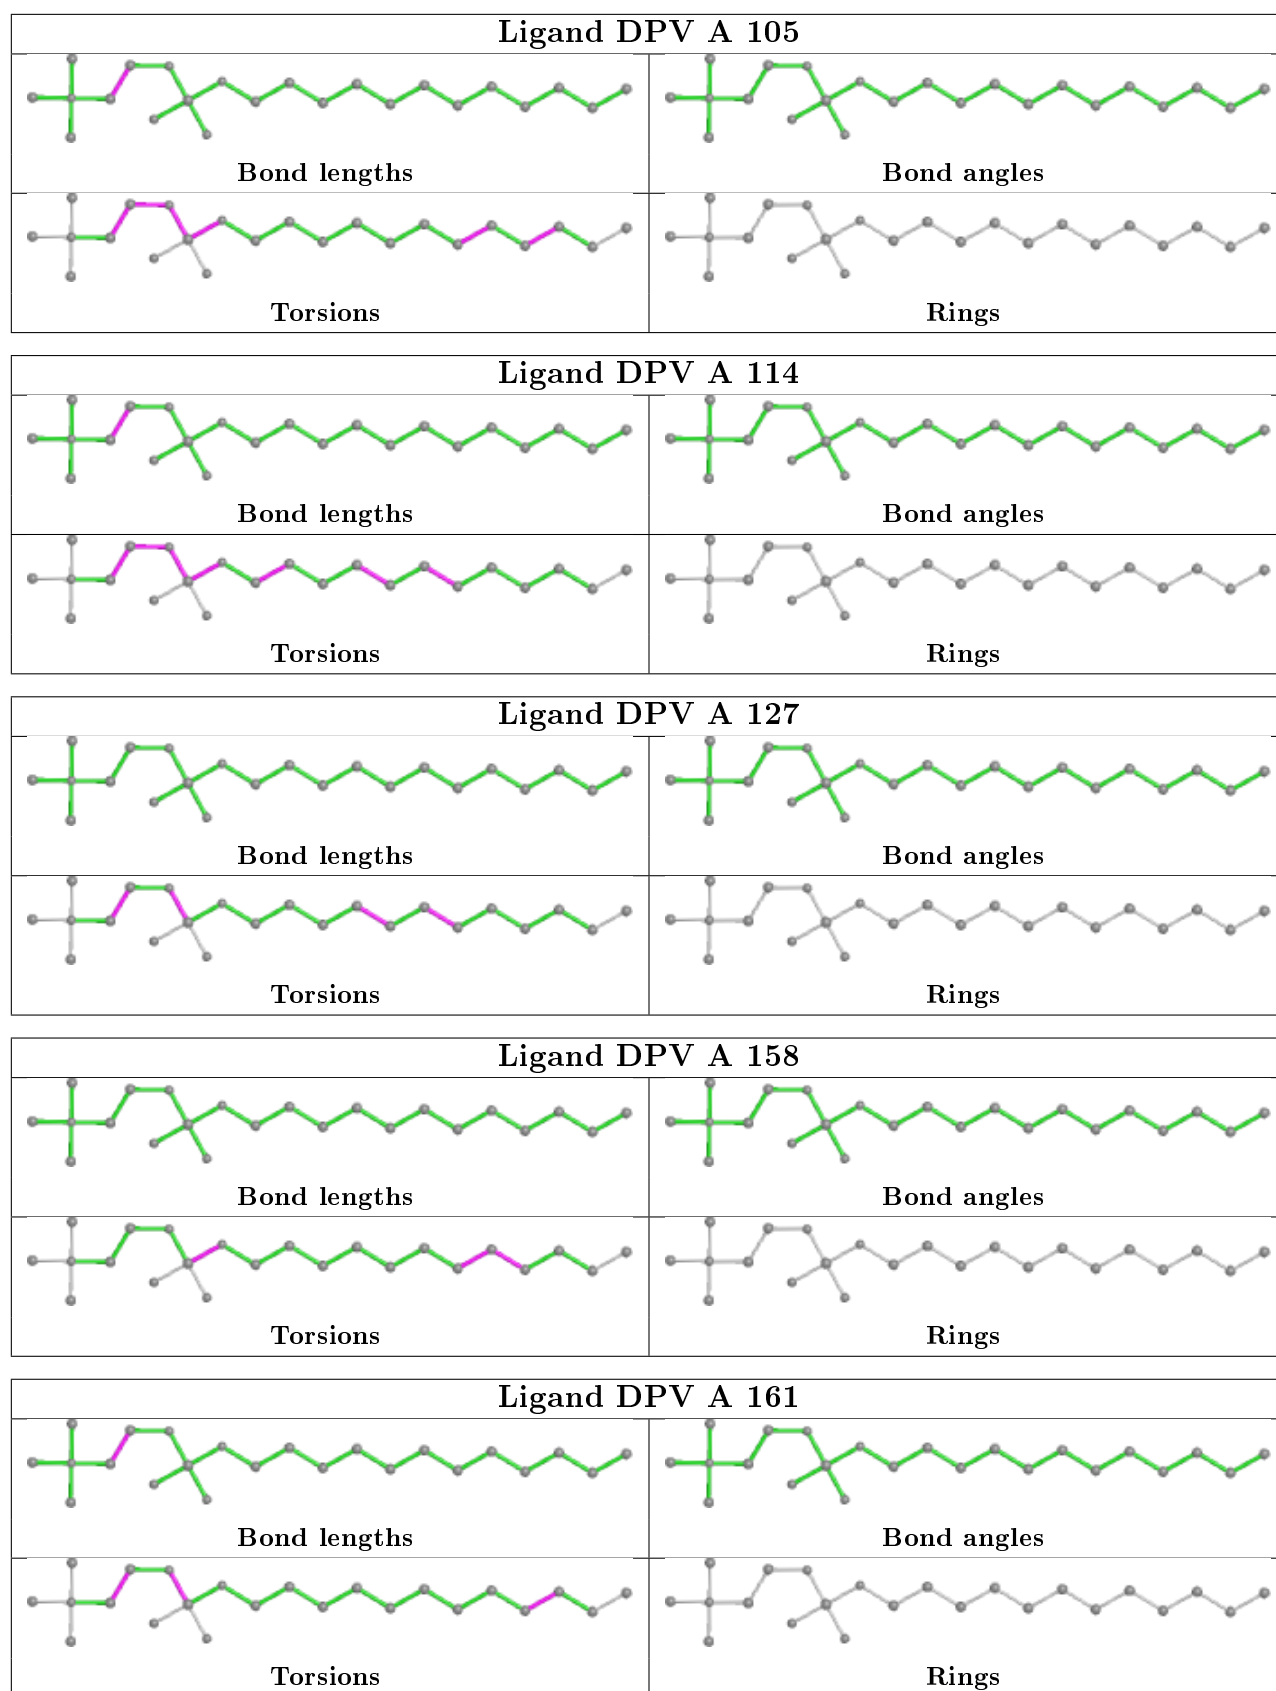 Ligand DPV A 105
Bond lengths
Bond angles
Torsions
Rings
Ligand DPV A 114
Bond lengths
Bond angles
Torsions
Rings
Ligand DPV A 127
Bond lengths
Bond angles
Torsions
Rings
Ligand DPV A 158
Bond lengths
Bond angles
Torsions
Rings
Ligand DPV A 161
Bond lengths
Bond angles
Torsions
Rings